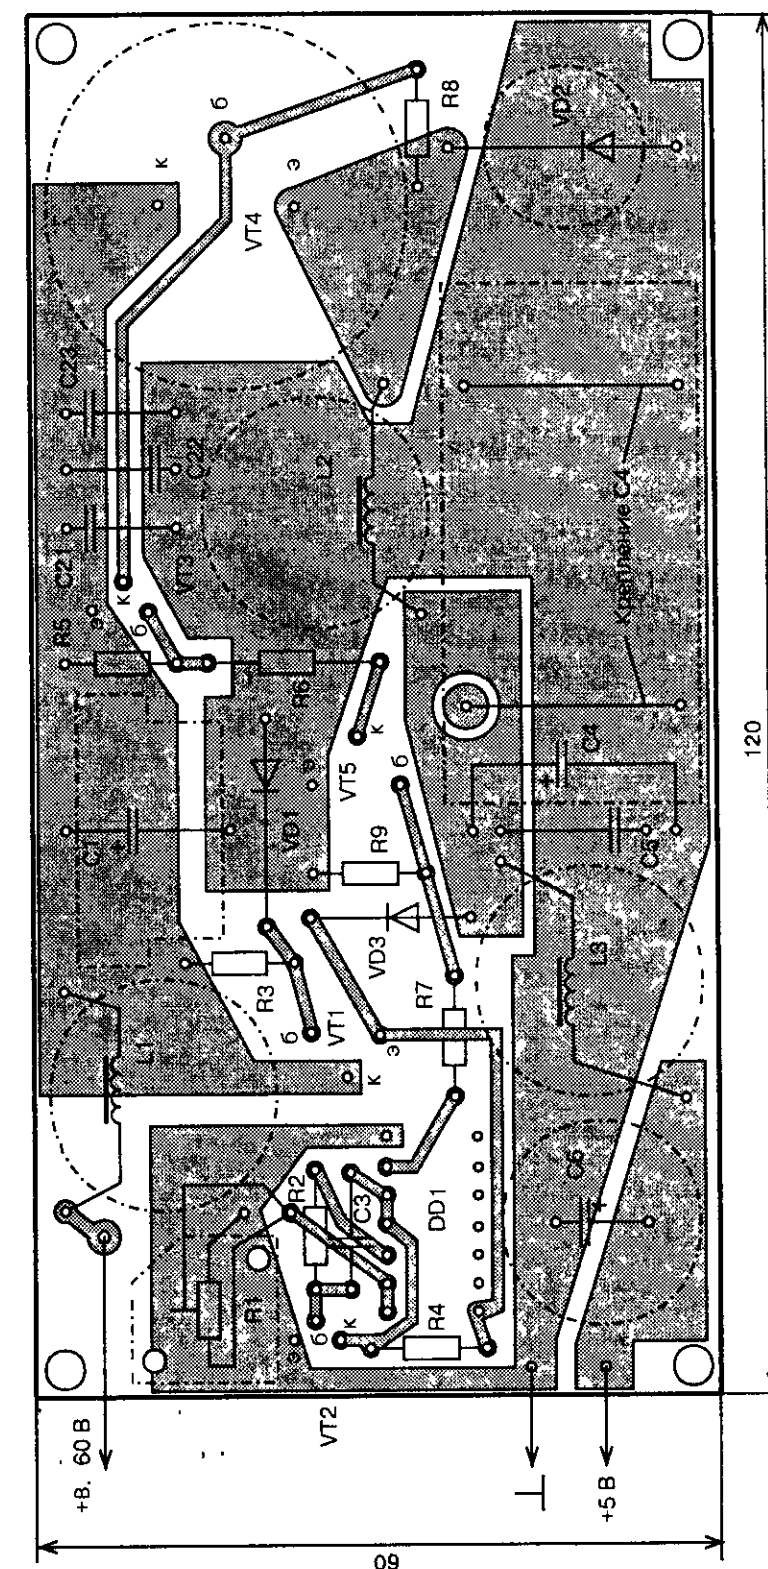 R8
VD2
б
к
э
VT4
C23
C22
L2
C21
VT3
Крепление C4
к
R5
э
б
R6
к
120
C4
+
э
VT5
б
C1
+
VD1
R9
C5
VD3
L3
R3
R7
б
VT1
э
L1
к
R2
C3
DD1
C6
+
R1
R4
к
б
э
VT2
+В. 60 В
+5 В
60